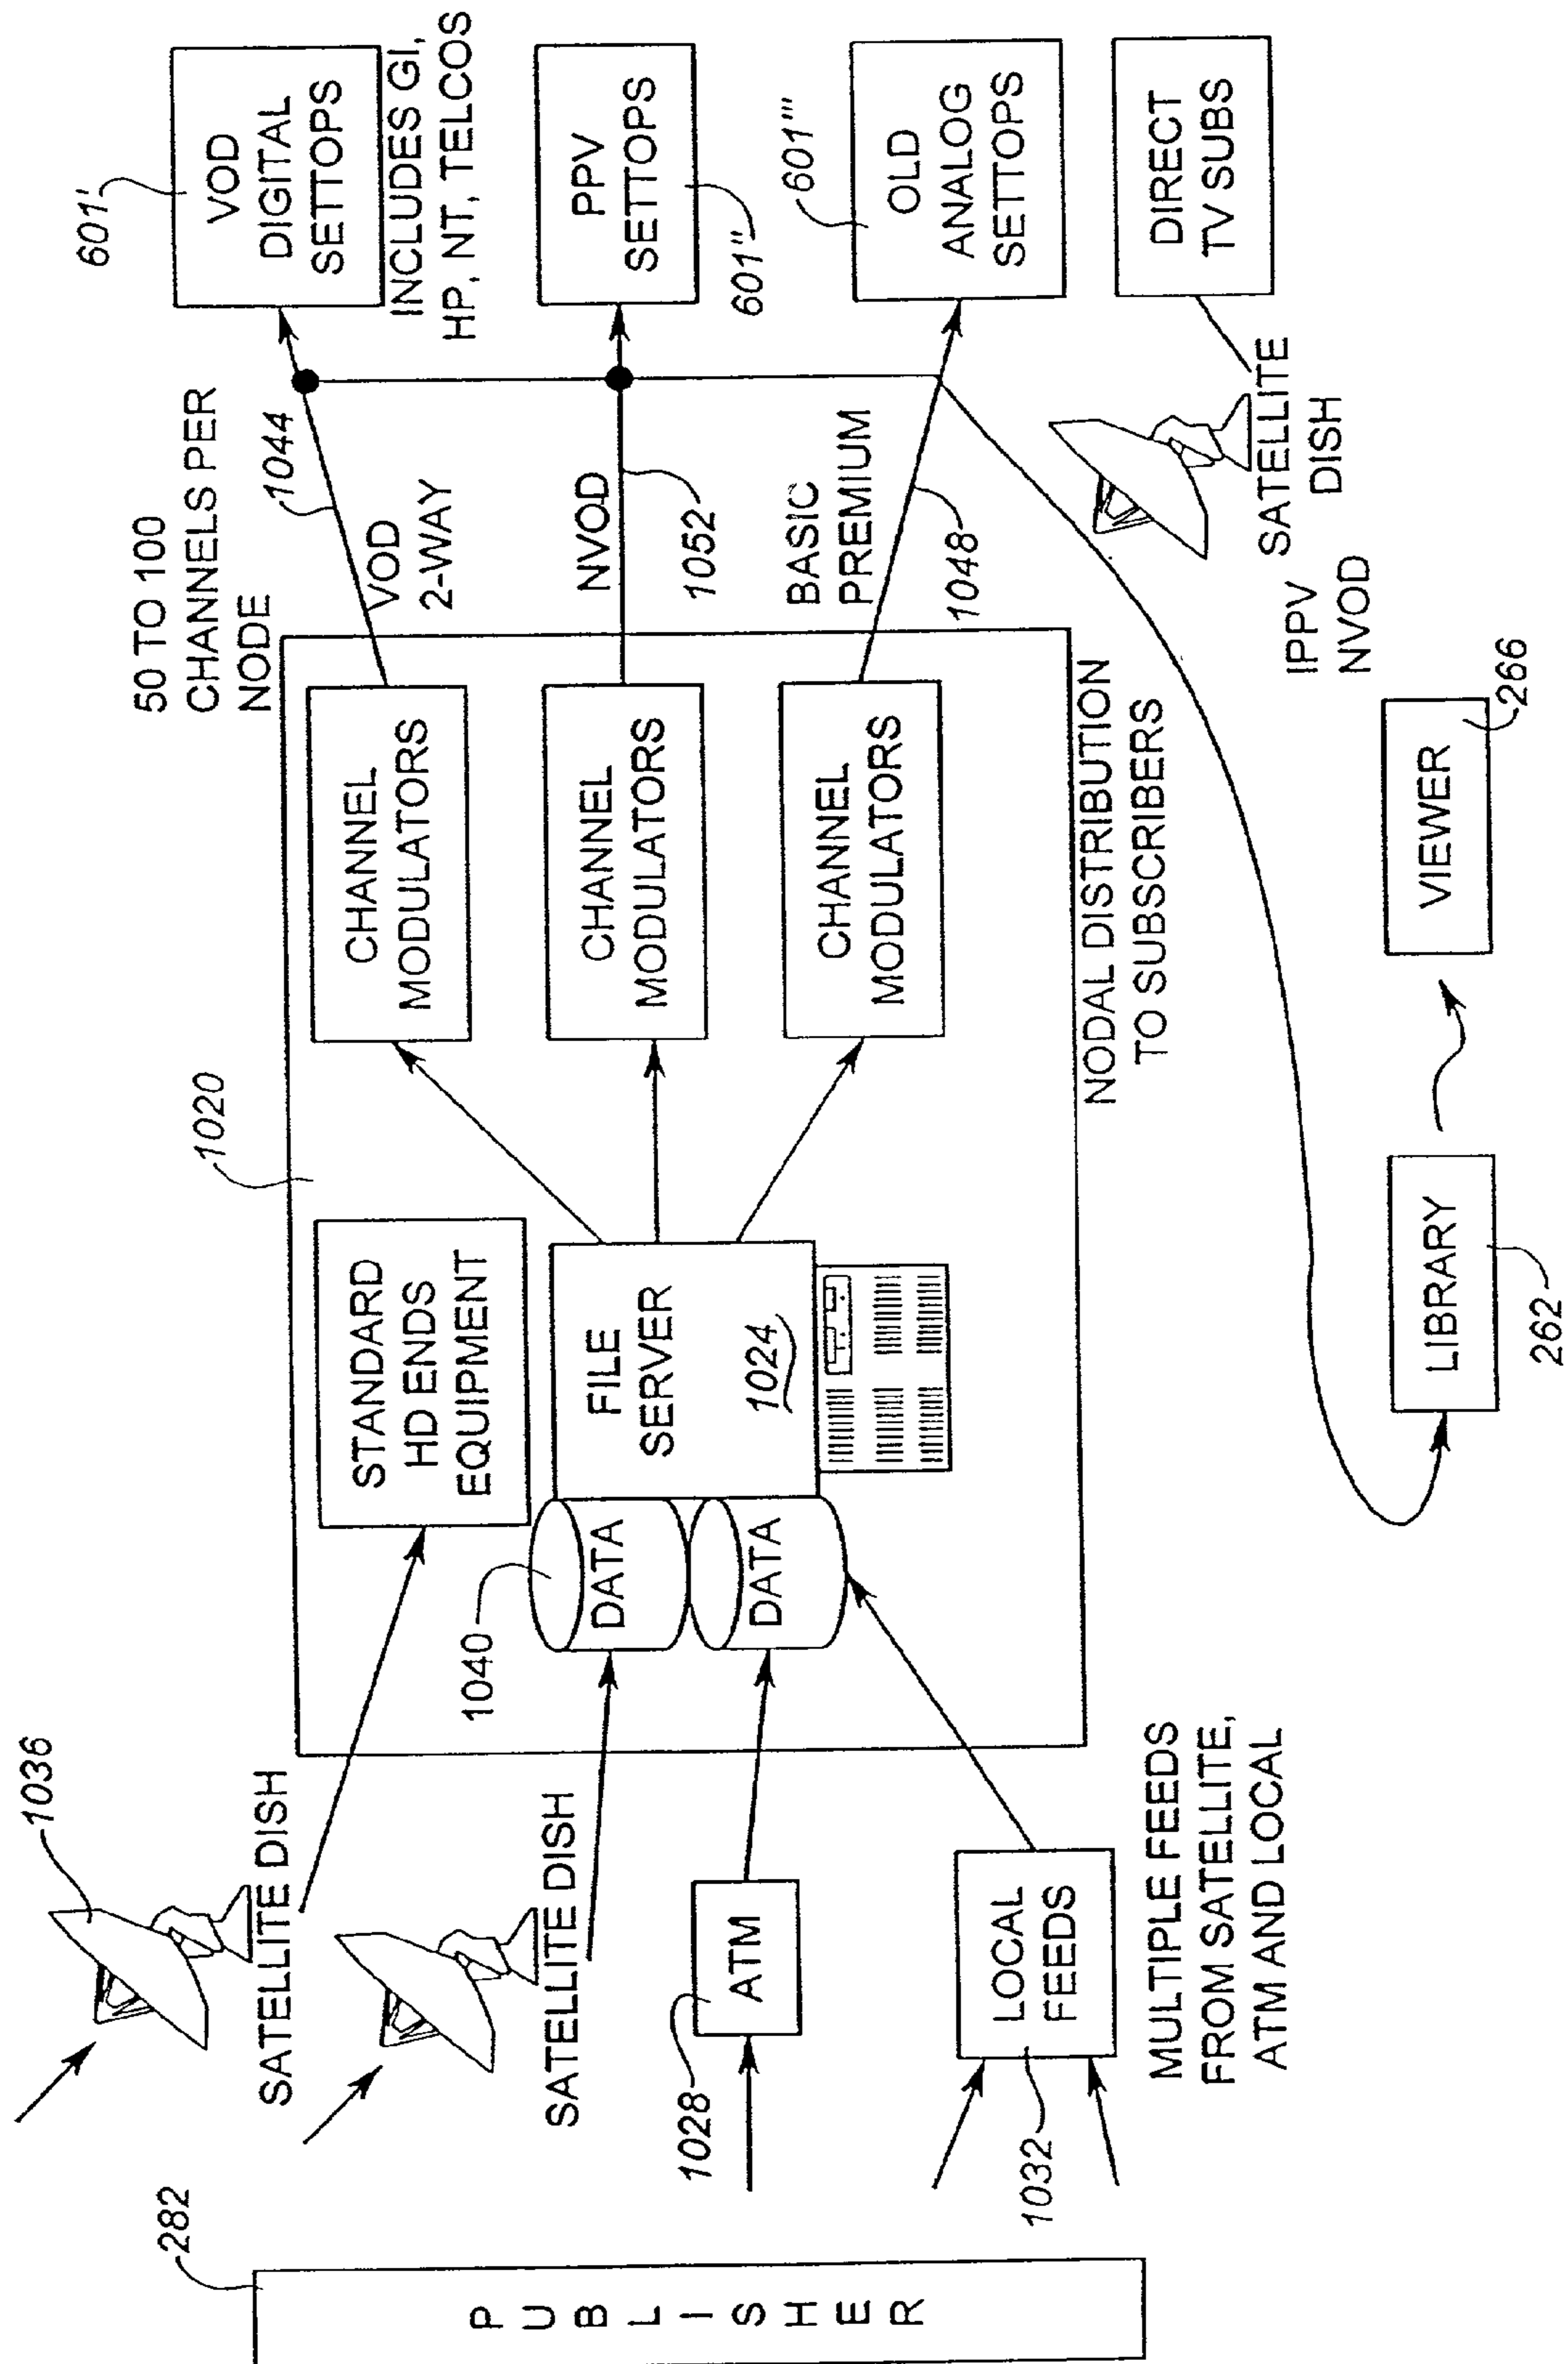 282
P
U
B
L
I
S
H
E
R
1036
SATELLITE DISH
SATELLITE DISH
1028
ATM
1032
LOCAL
FEEDS
MULTIPLE FEEDS
FROM SATELLITE,
ATM AND LOCAL
1020
STANDARD
HD ENDS
EQUIPMENT
1040
DATA
DATA
FILE
SERVER
1024
CHANNEL
MODULATORS
CHANNEL
MODULATORS
CHANNEL
MODULATORS
NODAL DISTRIBUTION
TO SUBSCRIBERS
50 TO 100
CHANNELS PER
NODE
1044
VOD
2-WAY
NVOD
1052
BASIC
PREMIUM
1048
601'
VOD
DIGITAL
SETTOPS
INCLUDES GI,
HP, NT, TELCOS
PPV
SETTOPS
601"
601'''
OLD
ANALOG
SETTOPS
DIRECT
TV SUBS
SATELLITE
DISH
IPPV
NVOD
LIBRARY
262
VIEWER
266